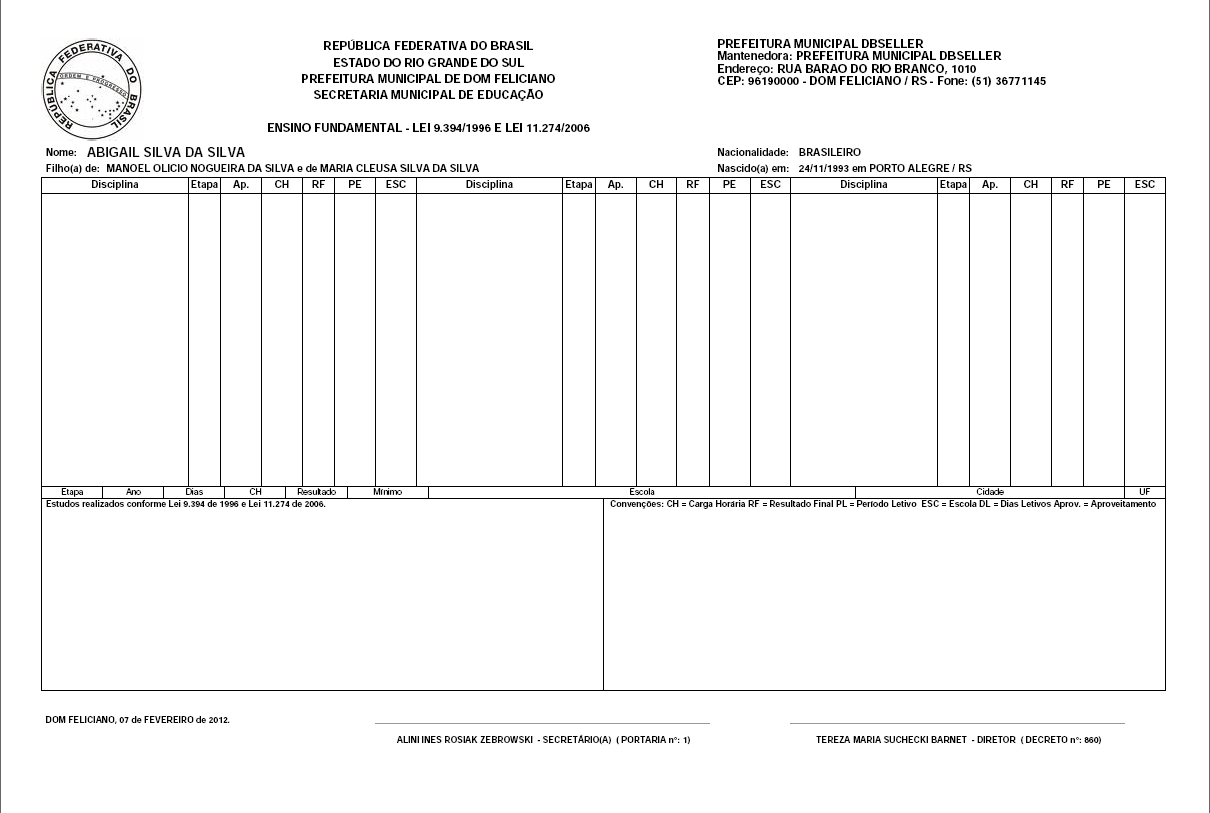 REPÚBLICA FEDERATIVA DO BRASIL
ORDEM E PROGRESSO
REPÚBLICA FEDERATIVA DO BRASIL
ESTADO DO RIO GRANDE DO SUL
PREFEITURA MUNICIPAL DE DOM FELICIANO
SECRETARIA MUNICIPAL DE EDUCAÇÃO
ENSINO FUNDAMENTAL - LEI 9.394/1996 E LEI 11.274/2006
PREFEITURA MUNICIPAL DBSELLER
Mantenedora: PREFEITURA MUNICIPAL DBSELLER
Endereço: RUA BARAO DO RIO BRANCO, 1010
CEP: 96190000 - DOM FELICIANO / RS - Fone: (51) 36771145
Nome: ABIGAIL SILVA DA SILVA Nacionalidade: BRASILEIRO
Filho(a) de: MANOEL OLICIO NOGUEIRA DA SILVA e de MARIA CLEUSA SILVA DA SILVA Nascido(a) em: 24/11/1993 em PORTO ALEGRE / RS
Disciplina Etapa Ap. CH RF PE ESC Disciplina Etapa Ap. CH RF PE ESC Disciplina Etapa Ap. CH RF PE ESC
Etapa Ano Dias CH Resultado Mínimo Escola Cidade UF
Estudos realizados conforme Lei 9.394 de 1996 e Lei 11.274 de 2006. Convenções: CH = Carga Horária RF = Resultado Final PL = Período Letivo ESC = Escola DL = Dias Letivos Aprov. = Aproveitamento
DOM FELICIANO, 07 de FEVEREIRO de 2012.
ALINI INES ROSIAK ZEBROWSKI - SECRETÁRIO(A) ( PORTARIA n°: 1) TEREZA MARIA SUCHECKI BARNET - DIRETOR ( DECRETO n°: 860)